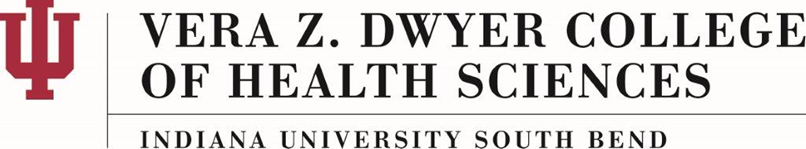 VERA Z. DWYER COLLEGE
OF HEALTH SCIENCES
INDIANA UNIVERSITY SOUTH BEND